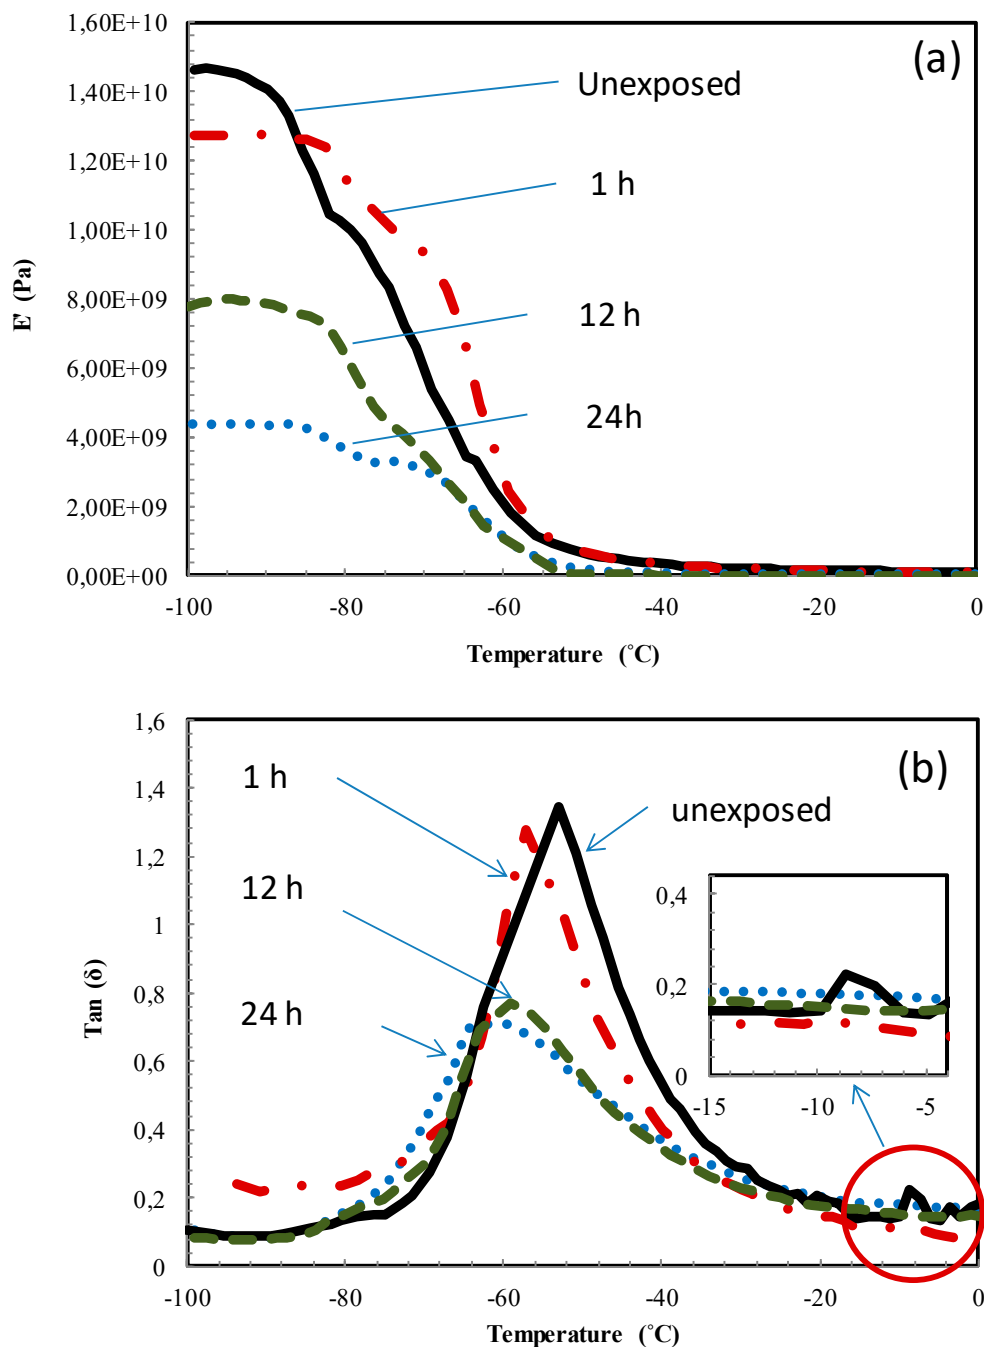 1,60E+10
(a)
Unexposed
1,40E+10
1,20E+10
1 h
1,00E+10
E' (Pa)
8,00E+09
12 h
6,00E+09
24h
4,00E+09
2,00E+09
0,00E+00
-100 -80 -60 -40 -20 0
Temperature (˚C)
1,6
(b)
1 h
1,4
unexposed
1,2
12 h
0,4
1
Tan (δ)
24 h
0,8
0,2
0,6
0
-15 -10 -5
0,4
0,2
0
-100 -80 -60 -40 -20 0
Temperature (˚C)